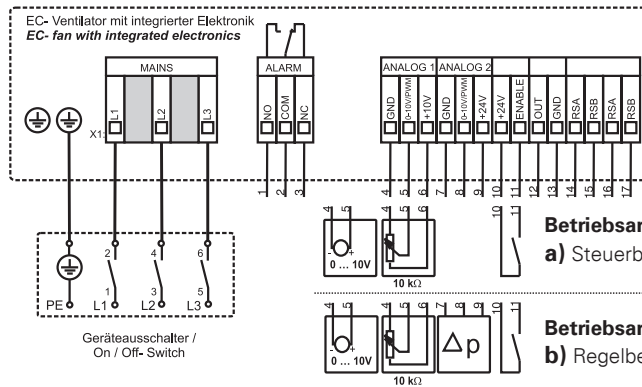 EC- Ventilator mit integrierter Elektronik
EC- fan with integrated electronics
MAINS
ALARM
ANALOG 1
ANALOG 2
X1:
L1
L2
L3
NO
COM
NC
GND
0-10V/PWM
+10V
GND
0-10V/PWM
+24V
+24V
ENABLE
OUT
GND
RSA
RSB
RSA
RSB
1 2 3
4 5 6 7 8 9 10 11 12 13 14 15 16 17
4 5
4 5 6
10 11
- +
0 ... 10V
10 kΩ
Betriebsar
a) Steuerb
2 4 6
1 3 5
PE L1 L2 L3
Geräteausschalter /
On / Off- Switch
4 5
4 5 6
7 8 9
10 11
- +
0 ... 10V
10 kΩ
Δp
Betriebsar
b) Regelbe